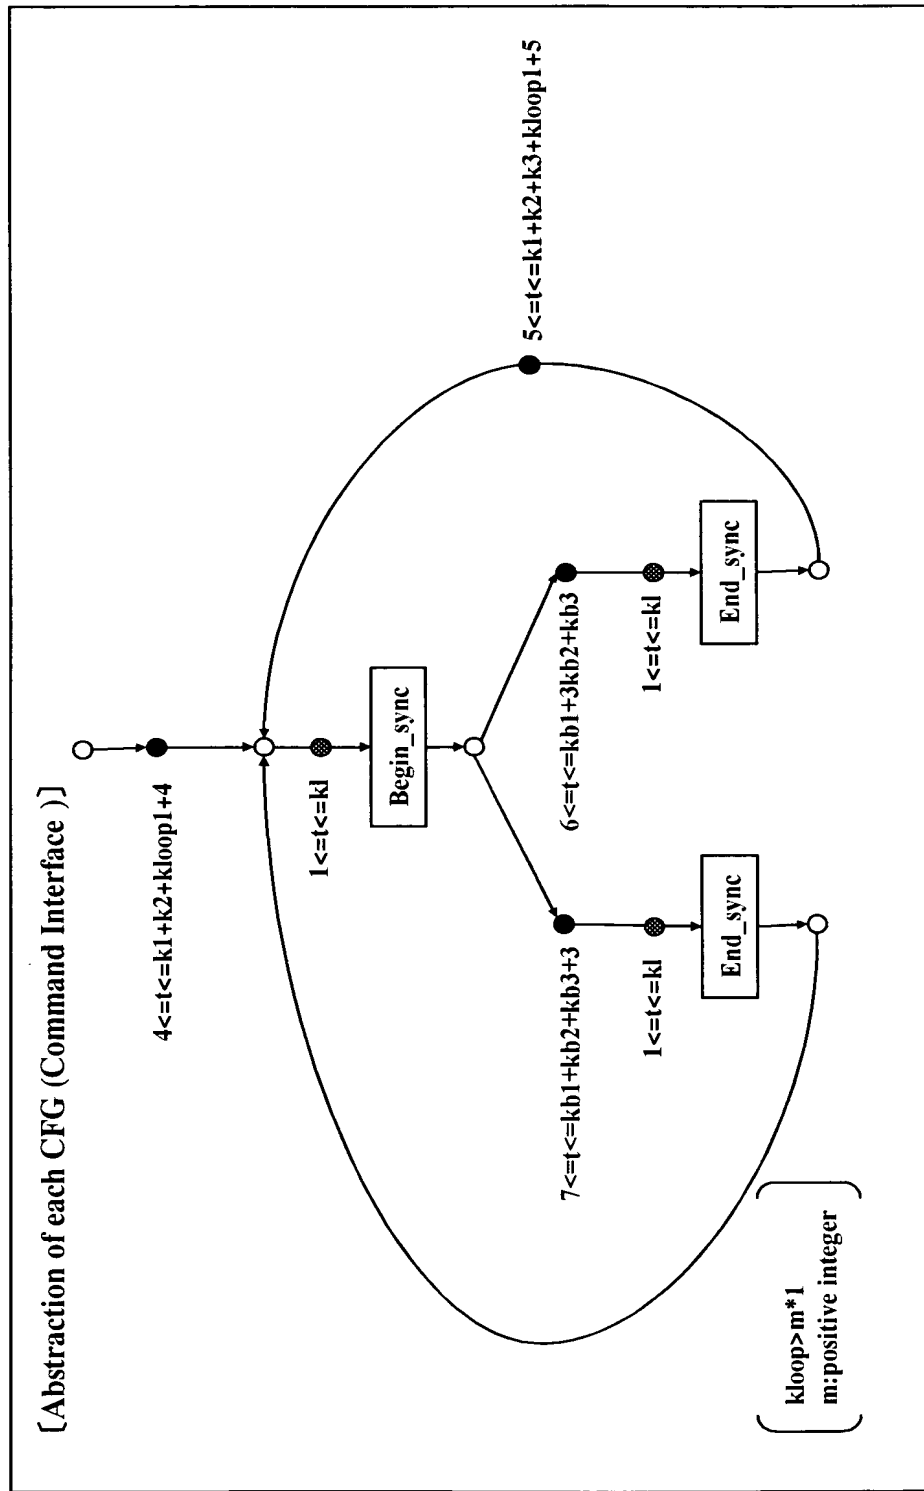 [Abstraction of each CFG (Command Interface )]
4<=t<=k1+k2+kloop1+4
1<=t<=kl
Begin_sync
5<=t<=k1+k2+k3+kloop1+5
7<=t<=kb1+kb2+kb3+3
6<=t<=kb1+3kb2+kb3
1<=t<=kl
1<=t<=kl
End_sync
End_sync
kloop>m*1
m:positive integer